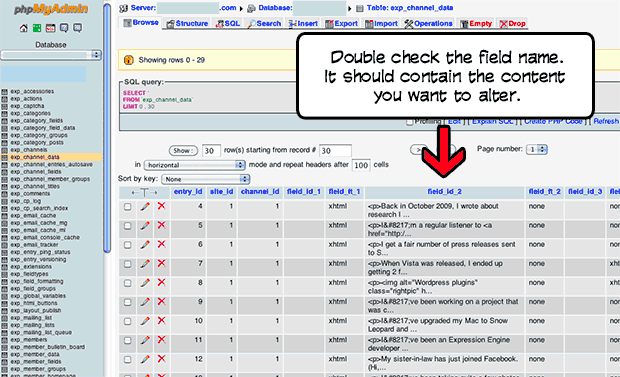 phpMyAdmin
Database
exp_accessories
exp_actions
exp_captcha
exp_categories
exp_category_fields
exp_category_field_data
exp_category_groups
exp_category_posts
exp_channels
exp_channel_data
exp_channel_entries_autosave
exp_channel_fields
exp_channel_member_groups
exp_channel_titles
exp_comments
exp_cp_log
exp_cp_search_index
exp_email_cache
exp_email_cache_mg
exp_email_cache_ml
exp_email_console_cache
exp_email_tracker
exp_entry_ping_status
exp_entry_versioning
exp_extensions
exp_fieldtypes
exp_field_formatting
exp_field_groups
exp_global_variables
exp_html_buttons
exp_layout_publish
exp_mailing_list
exp_mailing_lists
exp_mailing_list_queue
exp_members
exp_member_bulletin_board
exp_member_data
exp_member_fields
exp_member_groups
exp_member_homepage
Server: .com Database: Table: exp_channel_data
Browse Structure SQL Search Insert Export Import Operations Empty Drop
Showing rows 0 - 29
SQL query:
SELECT *
FROM `exp_channel_data`
LIMIT 0 , 30
Double check the field name.
It should contain the content
you want to alter.
Profiling [ Edit ] [ Explain SQL ] [ Create PHP Code ] [ Refresh
Show : 30 row(s) starting from record # 30 > Page number: 1
in horizontal mode and repeat headers after 100 cells
Sort by key: None
entry_id site_id channel_id field_id_1 field_ft_1 field_id_2 field_ft_2 field_id_3
4 1 1 xhtml <p>Back in October 2009, I wrote about
research I ... none
5 1 1 xhtml <p>I&#8217;m a regular listener to <a
href="http:/... none
6 1 1 xhtml <p>I get a fair number of press releases sent
to S... none
7 1 1 xhtml <p>When Vista was released, I ended up
getting 2 f... none
8 1 1 xhtml <p><img alt="Wordpress plugins"
class="rightpic" h... none
9 1 1 xhtml <p>I&#8217;ve been working on a project that
was c... none
10 1 1 xhtml <p>I&#8217;ve upgraded my Mac to Snow
Leopard and ... none
11 1 1 xhtml <p>I&#8217;ve been an Expression Engine
developer ... none
12 1 1 xhtml <p>My sister-in-law has just joined Facebook.
(Hi,... none